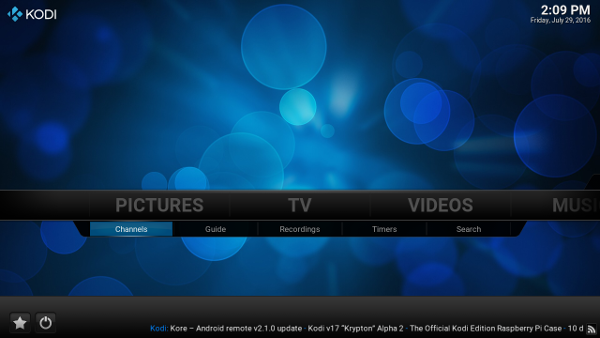 KODI
2:09 PM
Friday, July 29, 2016
PICTURES TV VIDEOS MUSI
Channels Guide Recordings Timers Search
Kodi: Kore – Android remote v2.1.0 update · Kodi v17 "Krypton" Alpha 2 · The Official Kodi Edition Raspberry Pi Case · 10 d